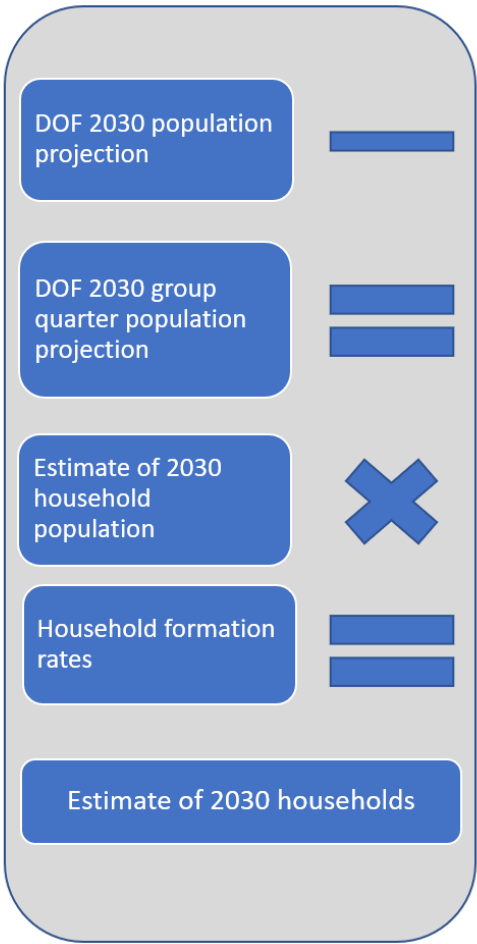 DOF 2030 population
projection
DOF 2030 group
quarter population
projection
Estimate of 2030
household
population
Household formation
rates
Estimate of 2030 households